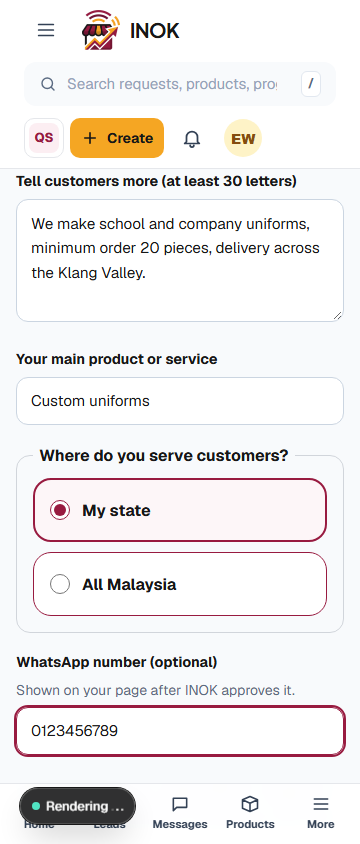 INOK
Search requests, products, pro
/
QS
+ Create
EW
Tell customers more (at least 30 letters)
We make school and company uniforms,
minimum order 20 pieces, delivery across
the Klang Valley.
Your main product or service
Custom uniforms
Where do you serve customers?
My state
All Malaysia
WhatsApp number (optional)
Shown on your page after INOK approves it.
0123456789
Rendering ...
Home
Leads
Messages
Products
More